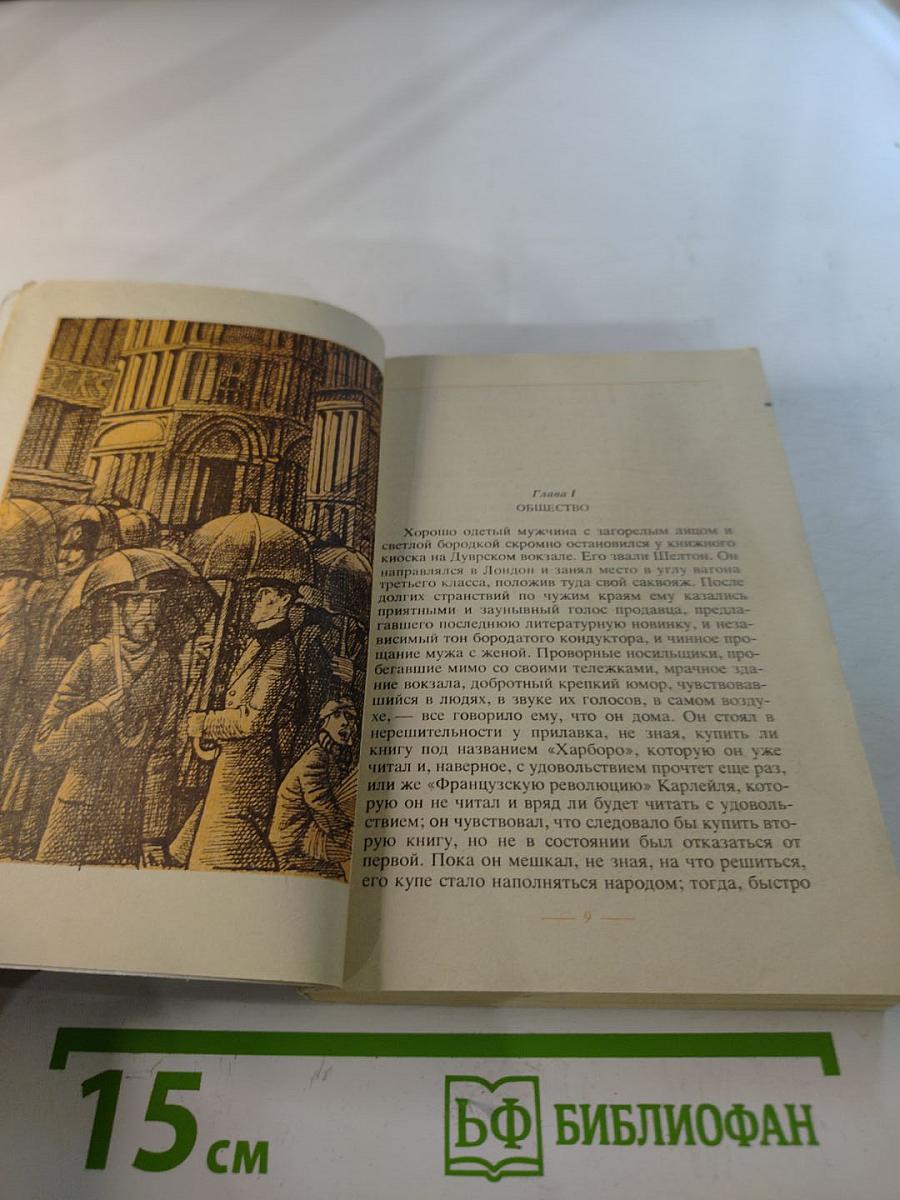 Глава I
ОБЩЕСТВО
Хорошо одетый мужчина с загорелым лицом и
светлой бородкой скромно остановился у книжного
киоска на Дуврском вокзале. Его звали Шелтон. Он
направлялся в Лондон и занял место в углу вагона
третьего класса, положив туда свой саквояж. После
долгих странствий по чужим краям ему казались
приятными и заунывный голос продавца, предла-
гавшего последнюю литературную новинку, и неза-
висимый тон бородатого кондуктора, и чинное про-
щание мужа с женой. Проворные носильщики, про-
бегавшие мимо со своими тележками, мрачное зда-
ние вокзала, добротный крепкий юмор, чувствовав-
шийся в людях, в звуке их голосов, в самом возду-
хе,— все говорило ему, что он дома. Он стоял в
нерешительности у прилавка, не зная, купить ли
книгу под названием «Харборо», которую он уже
читал и, наверное, с удовольствием прочтет еще раз,
или же «Французскую революцию» Карлейля, кото-
рую он не читал и вряд ли будет читать с удоволь-
ствием; он чувствовал, что следовало бы купить вто-
рую книгу, но не в состоянии был отказаться от
первой. Пока он мешкал, не зная, на что решиться,
его купе стало наполняться народом; тогда, быстро
— 9 —
15 см
БФ БИБЛИОФАН